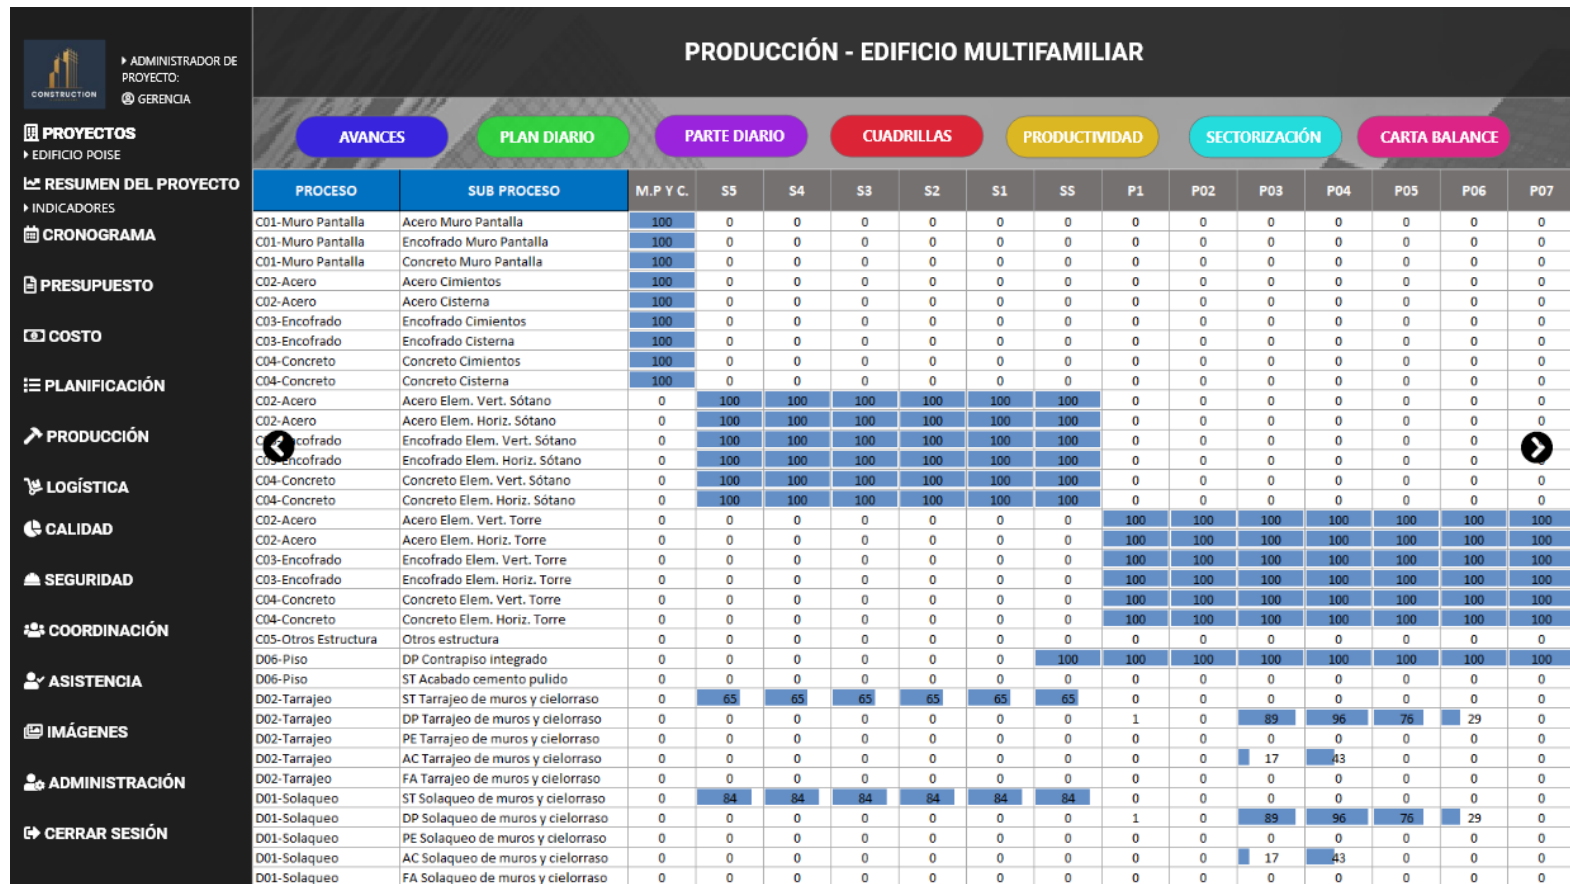 CONSTRUCTION
ADMINISTRADOR DE
PROYECTO:
GERENCIA
PROYECTOS
EDIFICIO POISE
RESUMEN DEL PROYECTO
INDICADORES
CRONOGRAMA
PRESUPUESTO
COSTO
PLANIFICACIÓN
PRODUCCIÓN
LOGÍSTICA
CALIDAD
SEGURIDAD
COORDINACIÓN
ASISTENCIA
IMÁGENES
ADMINISTRACIÓN
CERRAR SESIÓN
PRODUCCIÓN - EDIFICIO MULTIFAMILIAR
AVANCES PLAN DIARIO PARTE DIARIO CUADRILLAS PRODUCTIVIDAD SECTORIZACIÓN CARTA BALANCE
PROCESO SUB PROCESO M.P Y C. S5 S4 S3 S2 S1 SS P1 P02 P03 P04 P05 P06 P07
C01-Muro Pantalla Acero Muro Pantalla 100 0 0 0 0 0 0 0 0 0 0 0 0 0
C01-Muro Pantalla Encofrado Muro Pantalla 100 0 0 0 0 0 0 0 0 0 0 0 0 0
C01-Muro Pantalla Concreto Muro Pantalla 100 0 0 0 0 0 0 0 0 0 0 0 0 0
C02-Acero Acero Cimientos 100 0 0 0 0 0 0 0 0 0 0 0 0 0
C02-Acero Acero Cisterna 100 0 0 0 0 0 0 0 0 0 0 0 0 0
C03-Encofrado Encofrado Cimientos 100 0 0 0 0 0 0 0 0 0 0 0 0 0
C03-Encofrado Encofrado Cisterna 100 0 0 0 0 0 0 0 0 0 0 0 0 0
C04-Concreto Concreto Cimientos 100 0 0 0 0 0 0 0 0 0 0 0 0 0
C04-Concreto Concreto Cisterna 100 0 0 0 0 0 0 0 0 0 0 0 0 0
C02-Acero Acero Elem. Vert. Sótano 0 100 100 100 100 100 100 0 0 0 0 0 0 0
C02-Acero Acero Elem. Horiz. Sótano 0 100 100 100 100 100 100 0 0 0 0 0 0 0
Encofrado Elem. Vert. Sótano 0 100 100 100 100 100 100 0 0 0 0 0 0
C03-Encofrado Encofrado Elem. Horiz. Sótano 0 100 100 100 100 100 100 0 0 0 0 0 0
C04-Concreto Concreto Elem. Vert. Sótano 0 100 100 100 100 100 100 0 0 0 0 0 0 0
C04-Concreto Concreto Elem. Horiz. Sótano 0 100 100 100 100 100 100 0 0 0 0 0 0 0
C02-Acero Acero Elem. Vert. Torre 0 0 0 0 0 0 0 100 100 100 100 100 100 100
C02-Acero Acero Elem. Horiz. Torre 0 0 0 0 0 0 0 100 100 100 100 100 100 100
C03-Encofrado Encofrado Elem. Vert. Torre 0 0 0 0 0 0 0 100 100 100 100 100 100 100
C03-Encofrado Encofrado Elem. Horiz. Torre 0 0 0 0 0 0 0 100 100 100 100 100 100 100
C04-Concreto Concreto Elem. Vert. Torre 0 0 0 0 0 0 0 100 100 100 100 100 100 100
C04-Concreto Concreto Elem. Horiz. Torre 0 0 0 0 0 0 0 100 100 100 100 100 100 100
C05-Otros Estructura Otros estructura 0 0 0 0 0 0 0 0 0 0 0 0 0 0
D06-Piso DP Contrapiso integrado 0 0 0 0 0 0 100 100 100 100 100 100 100 100
D06-Piso ST Acabado cemento pulido 0 0 0 0 0 0 0 0 0 0 0 0 0 0
D02-Tarrajeo ST Tarrajeo de muros y cielorraso 0 65 65 65 65 65 65 0 0 0 0 0 0 0
D02-Tarrajeo DP Tarrajeo de muros y cielorraso 0 0 0 0 0 0 0 1 0 89 96 76 29 0
D02-Tarrajeo PE Tarrajeo de muros y cielorraso 0 0 0 0 0 0 0 0 0 0 0 0 0 0
D02-Tarrajeo AC Tarrajeo de muros y cielorraso 0 0 0 0 0 0 0 0 0 17 43 0 0 0
D02-Tarrajeo FA Tarrajeo de muros y cielorraso 0 0 0 0 0 0 0 0 0 0 0 0 0 0
D01-Solaqueo ST Solaqueo de muros y cielorraso 0 84 84 84 84 84 84 0 0 0 0 0 0 0
D01-Solaqueo DP Solaqueo de muros y cielorraso 0 0 0 0 0 0 0 1 0 89 96 76 29 0
D01-Solaqueo PE Solaqueo de muros y cielorraso 0 0 0 0 0 0 0 0 0 0 0 0 0 0
D01-Solaqueo AC Solaqueo de muros y cielorraso 0 0 0 0 0 0 0 0 0 17 43 0 0 0
D01-Solaqueo FA Solaqueo de muros y cielorraso 0 0 0 0 0 0 0 0 0 0 0 0 0 0